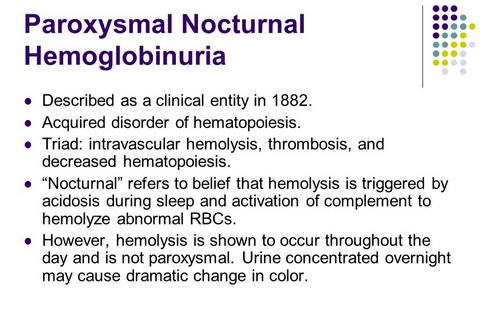 Paroxysmal Nocturnal
Hemoglobinuria
Described as a clinical entity in 1882.
Acquired disorder of hematopoiesis.
Triad: intravascular hemolysis, thrombosis, and
decreased hematopoiesis.
“Nocturnal” refers to belief that hemolysis is triggered by
acidosis during sleep and activation of complement to
hemolyze abnormal RBCs.
However, hemolysis is shown to occur throughout the
day and is not paroxysmal. Urine concentrated overnight
may cause dramatic change in color.